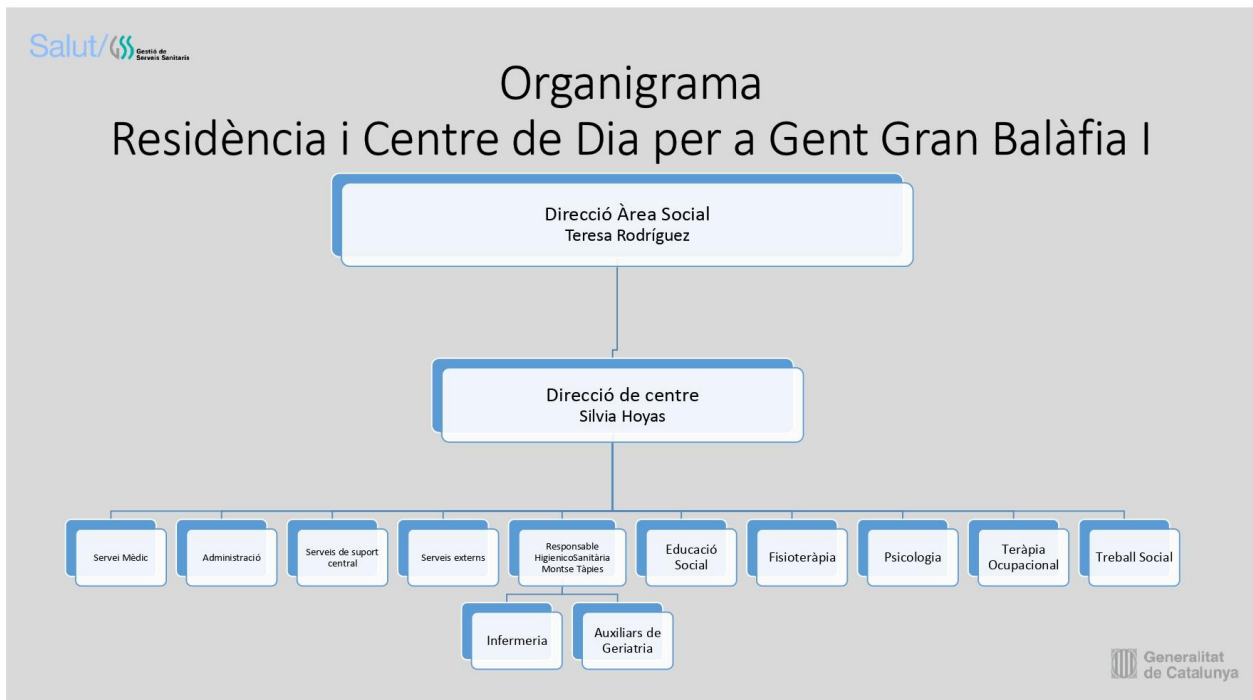 Salut/ Gestió de
Serveis Sanitaris
Organigrama
Residència i Centre de Dia per a Gent Gran Balàfia I
Direcció Àrea Social
Teresa Rodríguez
Direcció de centre
Silvia Hoyas
Servei Mèdic
Administració
Serveis de suport
central
Serveis externs
Responsable
HigienicoSanitària
Montse Tàpies
Educació
Social
Fisioteràpia
Psicologia
Teràpia
Ocupacional
Treball Social
Infermeria
Auxiliars de
Geriatria
Generalitat
de Catalunya